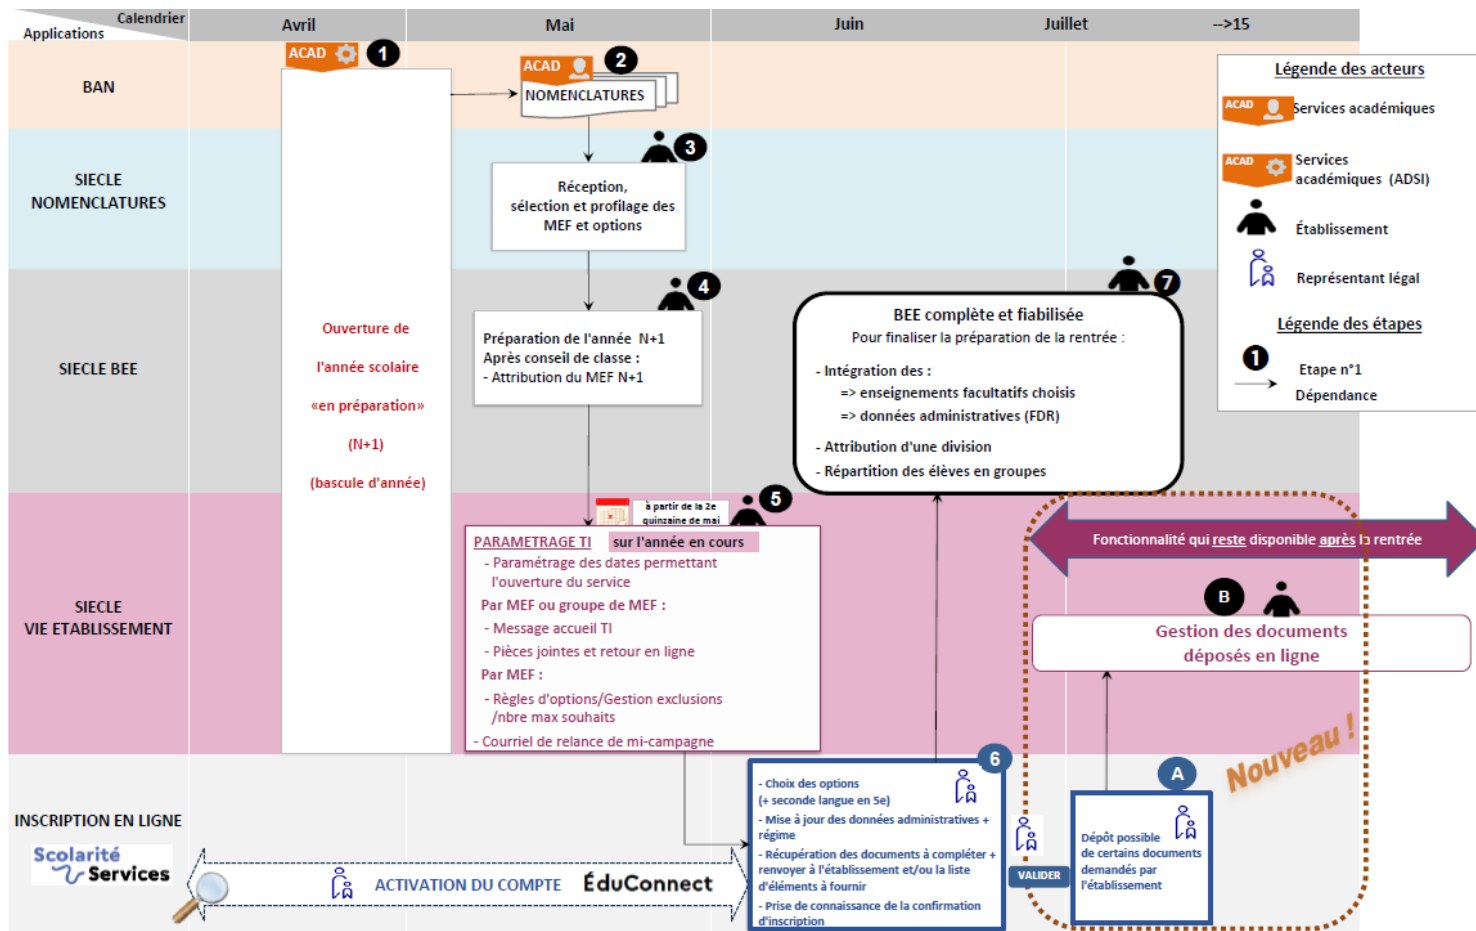 Calendrier
Applications
Avril
Mai
Juin
Juillet
-->15
BAN
ACAD
1
ACAD
2
NOMENCLATURES
SIECLE
NOMENCLATURES
3
Réception,
sélection et profilage des
MEF et options
SIECLE BEE
Ouverture de
l'année scolaire
«en préparation»
(N+1)
(bascule d'année)
4
Préparation de l'année N+1
Après conseil de classe :
- Attribution du MEF N+1
7
BEE complète et fiabilisée
Pour finaliser la préparation de la rentrée :
- Intégration des :
=> enseignements facultatifs choisis
=> données administratives (FDR)
- Attribution d'une division
- Répartition des élèves en groupes
Légende des acteurs
ACAD
Services académiques
ACAD
Services
académiques (ADSI)
Établissement
Représentant légal
Légende des étapes
1
Etape n°1
Dépendance
SIECLE
VIE ETABLISSEMENT
à partir de la 2e
quinzaine de mai
5
PARAMETRAGE TI sur l'année en cours
- Paramétrage des dates permettant
l'ouverture du service
Par MEF ou groupe de MEF :
- Message accueil TI
- Pièces jointes et retour en ligne
Par MEF :
- Règles d'options/Gestion exclusions
/nbre max souhaits
- Courriel de relance de mi-campagne
Fonctionnalité qui reste disponible après la rentrée
B
Gestion des documents
déposés en ligne
Nouveau !
INSCRIPTION EN LIGNE
Scolarité
Services
ACTIVATION DU COMPTE ÉduConnect
6
- Choix des options
(+ seconde langue en 5e)
- Mise à jour des données administratives +
régime
- Récupération des documents à compléter +
renvoyer à l'établissement et/ou la liste
d'éléments à fournir
- Prise de connaissance de la confirmation
d'inscription
VALIDER
A
Dépôt possible
de certains documents
demandés par
l'établissement